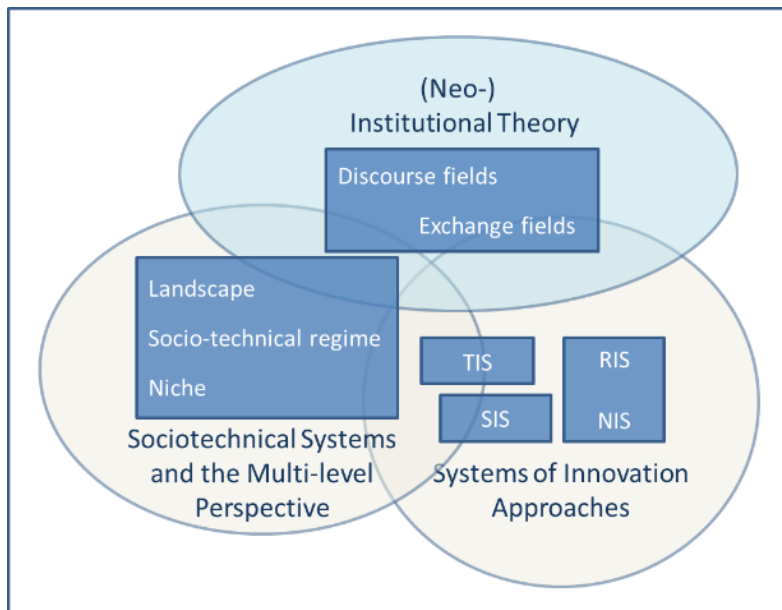 (Neo-)
Institutional Theory
Discourse fields
Exchange fields
Landscape
Socio-technical regime
Niche
Sociotechnical Systems
and the Multi-level
Perspective
TIS
RIS
SIS
NIS
Systems of Innovation
Approaches